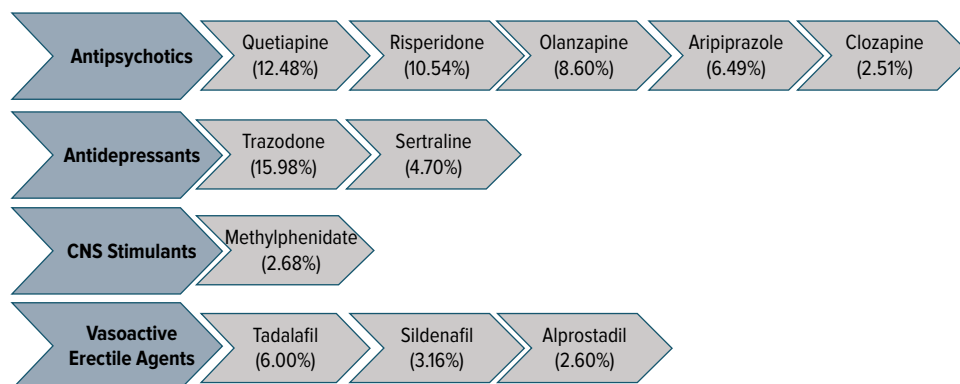 Antipsychotics
Quetiapine
(12.48%)
Risperidone
(10.54%)
Olanzapine
(8.60%)
Aripiprazole
(6.49%)
Clozapine
(2.51%)
Antidepressants
Trazodone
(15.98%)
Sertraline
(4.70%)
CNS Stimulants
Methylphenidate
(2.68%)
Vasoactive
Erectile Agents
Tadalafil
(6.00%)
Sildenafil
(3.16%)
Alprostadil
(2.60%)